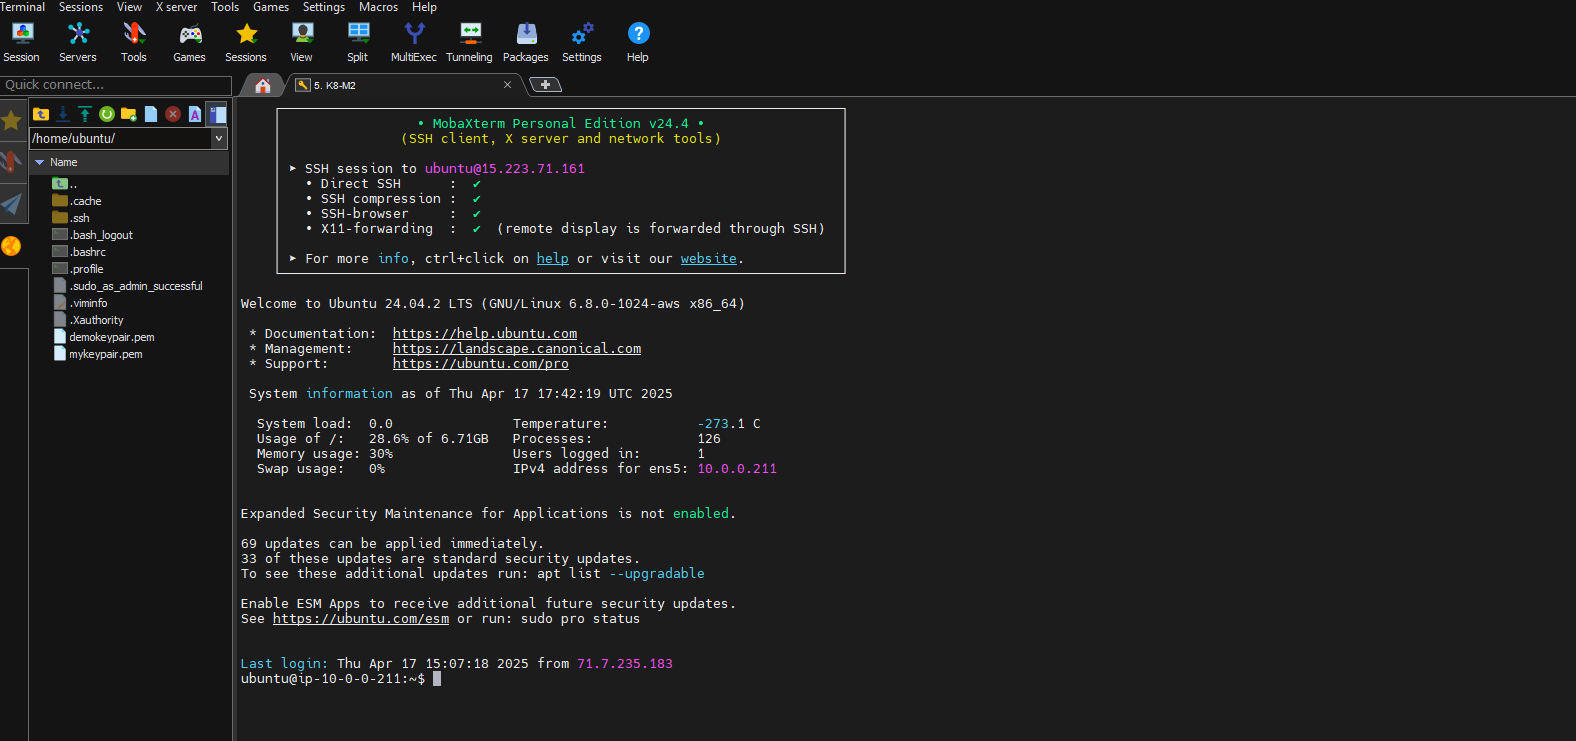 Terminal Sessions View X server Tools Games Settings Macros Help
Session Servers Tools Games Sessions View Split MultiExec Tunneling Packages Settings Help
Quick connect...
5. K8-M2
/home/ubuntu/
Name
..
.cache
.ssh
.bash_logout
.bashrc
.profile
.sudo_as_admin_successful
.viminfo
.Xauthority
demokeypair.pem
mykeypair.pem
• MobaXterm Personal Edition v24.4 •
(SSH client, X server and network tools)
➤ SSH session to ubuntu@15.223.71.161
• Direct SSH : ✔
• SSH compression : ✔
• SSH-browser : ✔
• X11-forwarding : ✔ (remote display is forwarded through SSH)
➤ For more info, ctrl+click on help or visit our website.
Welcome to Ubuntu 24.04.2 LTS (GNU/Linux 6.8.0-1024-aws x86_64)
* Documentation: https://help.ubuntu.com
* Management: https://landscape.canonical.com
* Support: https://ubuntu.com/pro
System information as of Thu Apr 17 17:42:19 UTC 2025
System load: 0.0 Temperature: -273.1 C
Usage of /: 28.6% of 6.71GB Processes: 126
Memory usage: 30% Users logged in: 1
Swap usage: 0% IPv4 address for ens5: 10.0.0.211
Expanded Security Maintenance for Applications is not enabled.
69 updates can be applied immediately.
33 of these updates are standard security updates.
To see these additional updates run: apt list --upgradable
Enable ESM Apps to receive additional future security updates.
See https://ubuntu.com/esm or run: sudo pro status
Last login: Thu Apr 17 15:07:18 2025 from 71.7.235.183
ubuntu@ip-10-0-0-211:~$